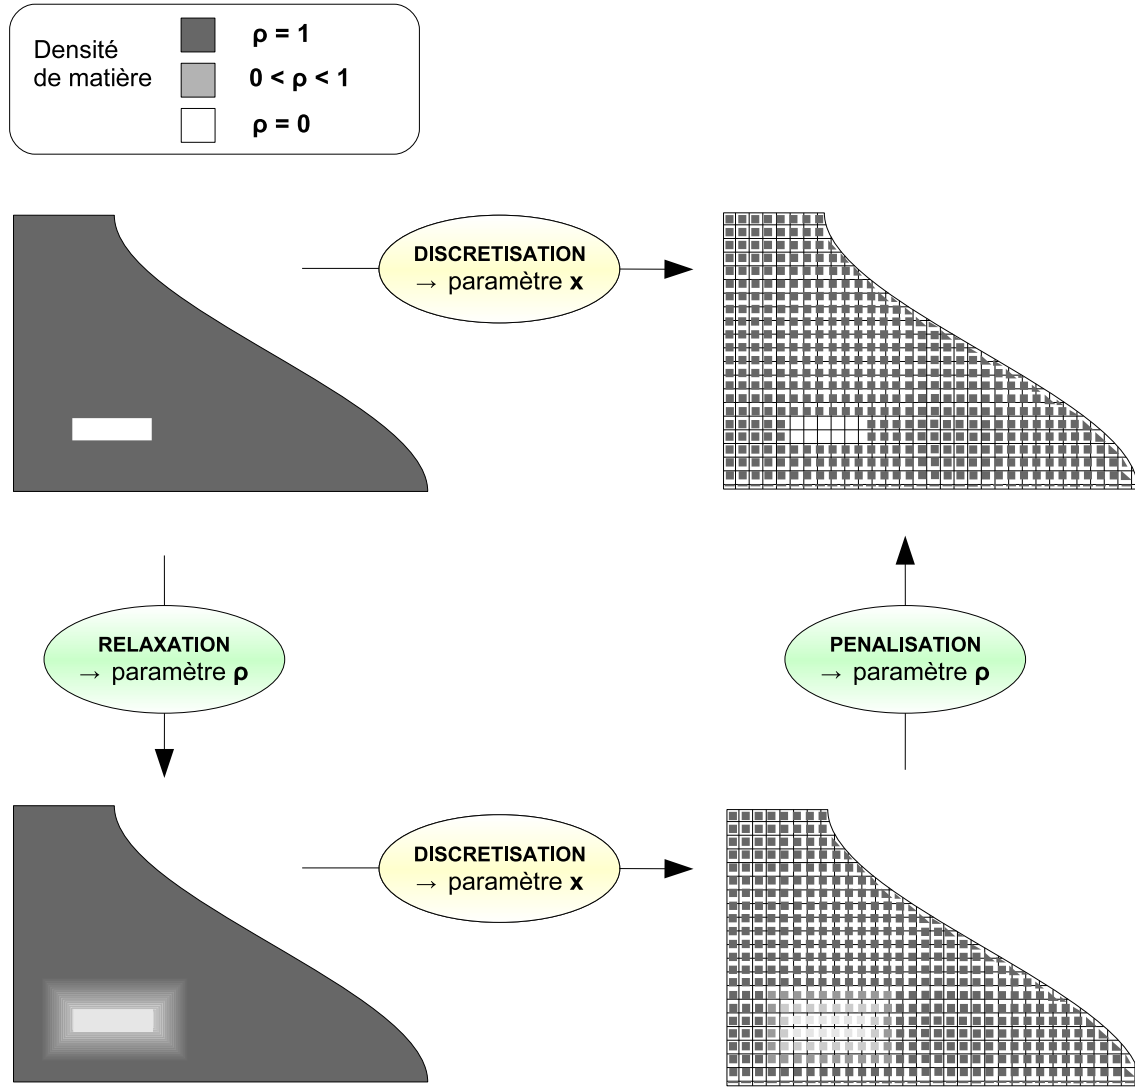 Densité
de matière
ρ = 1
0 < ρ < 1
ρ = 0
DISCRETISATION
→ paramètre x
RELAXATION
→ paramètre ρ
PENALISATION
→ paramètre ρ
DISCRETISATION
→ paramètre x